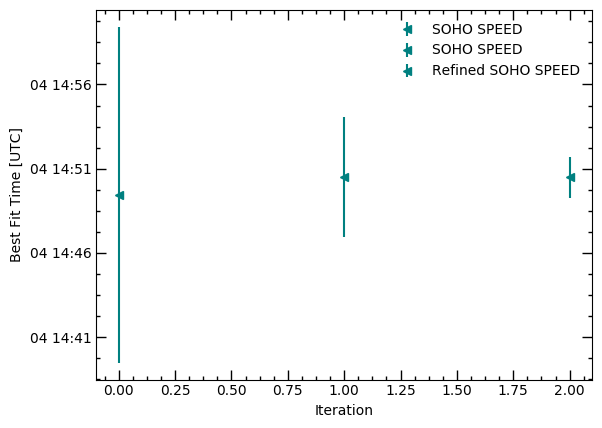 SOHO SPEED
SOHO SPEED
Refined SOHO SPEED
Best Fit Time [UTC]
04 14:56
04 14:51
04 14:46
04 14:41
0.00 0.25 0.50 0.75 1.00 1.25 1.50 1.75 2.00
Iteration